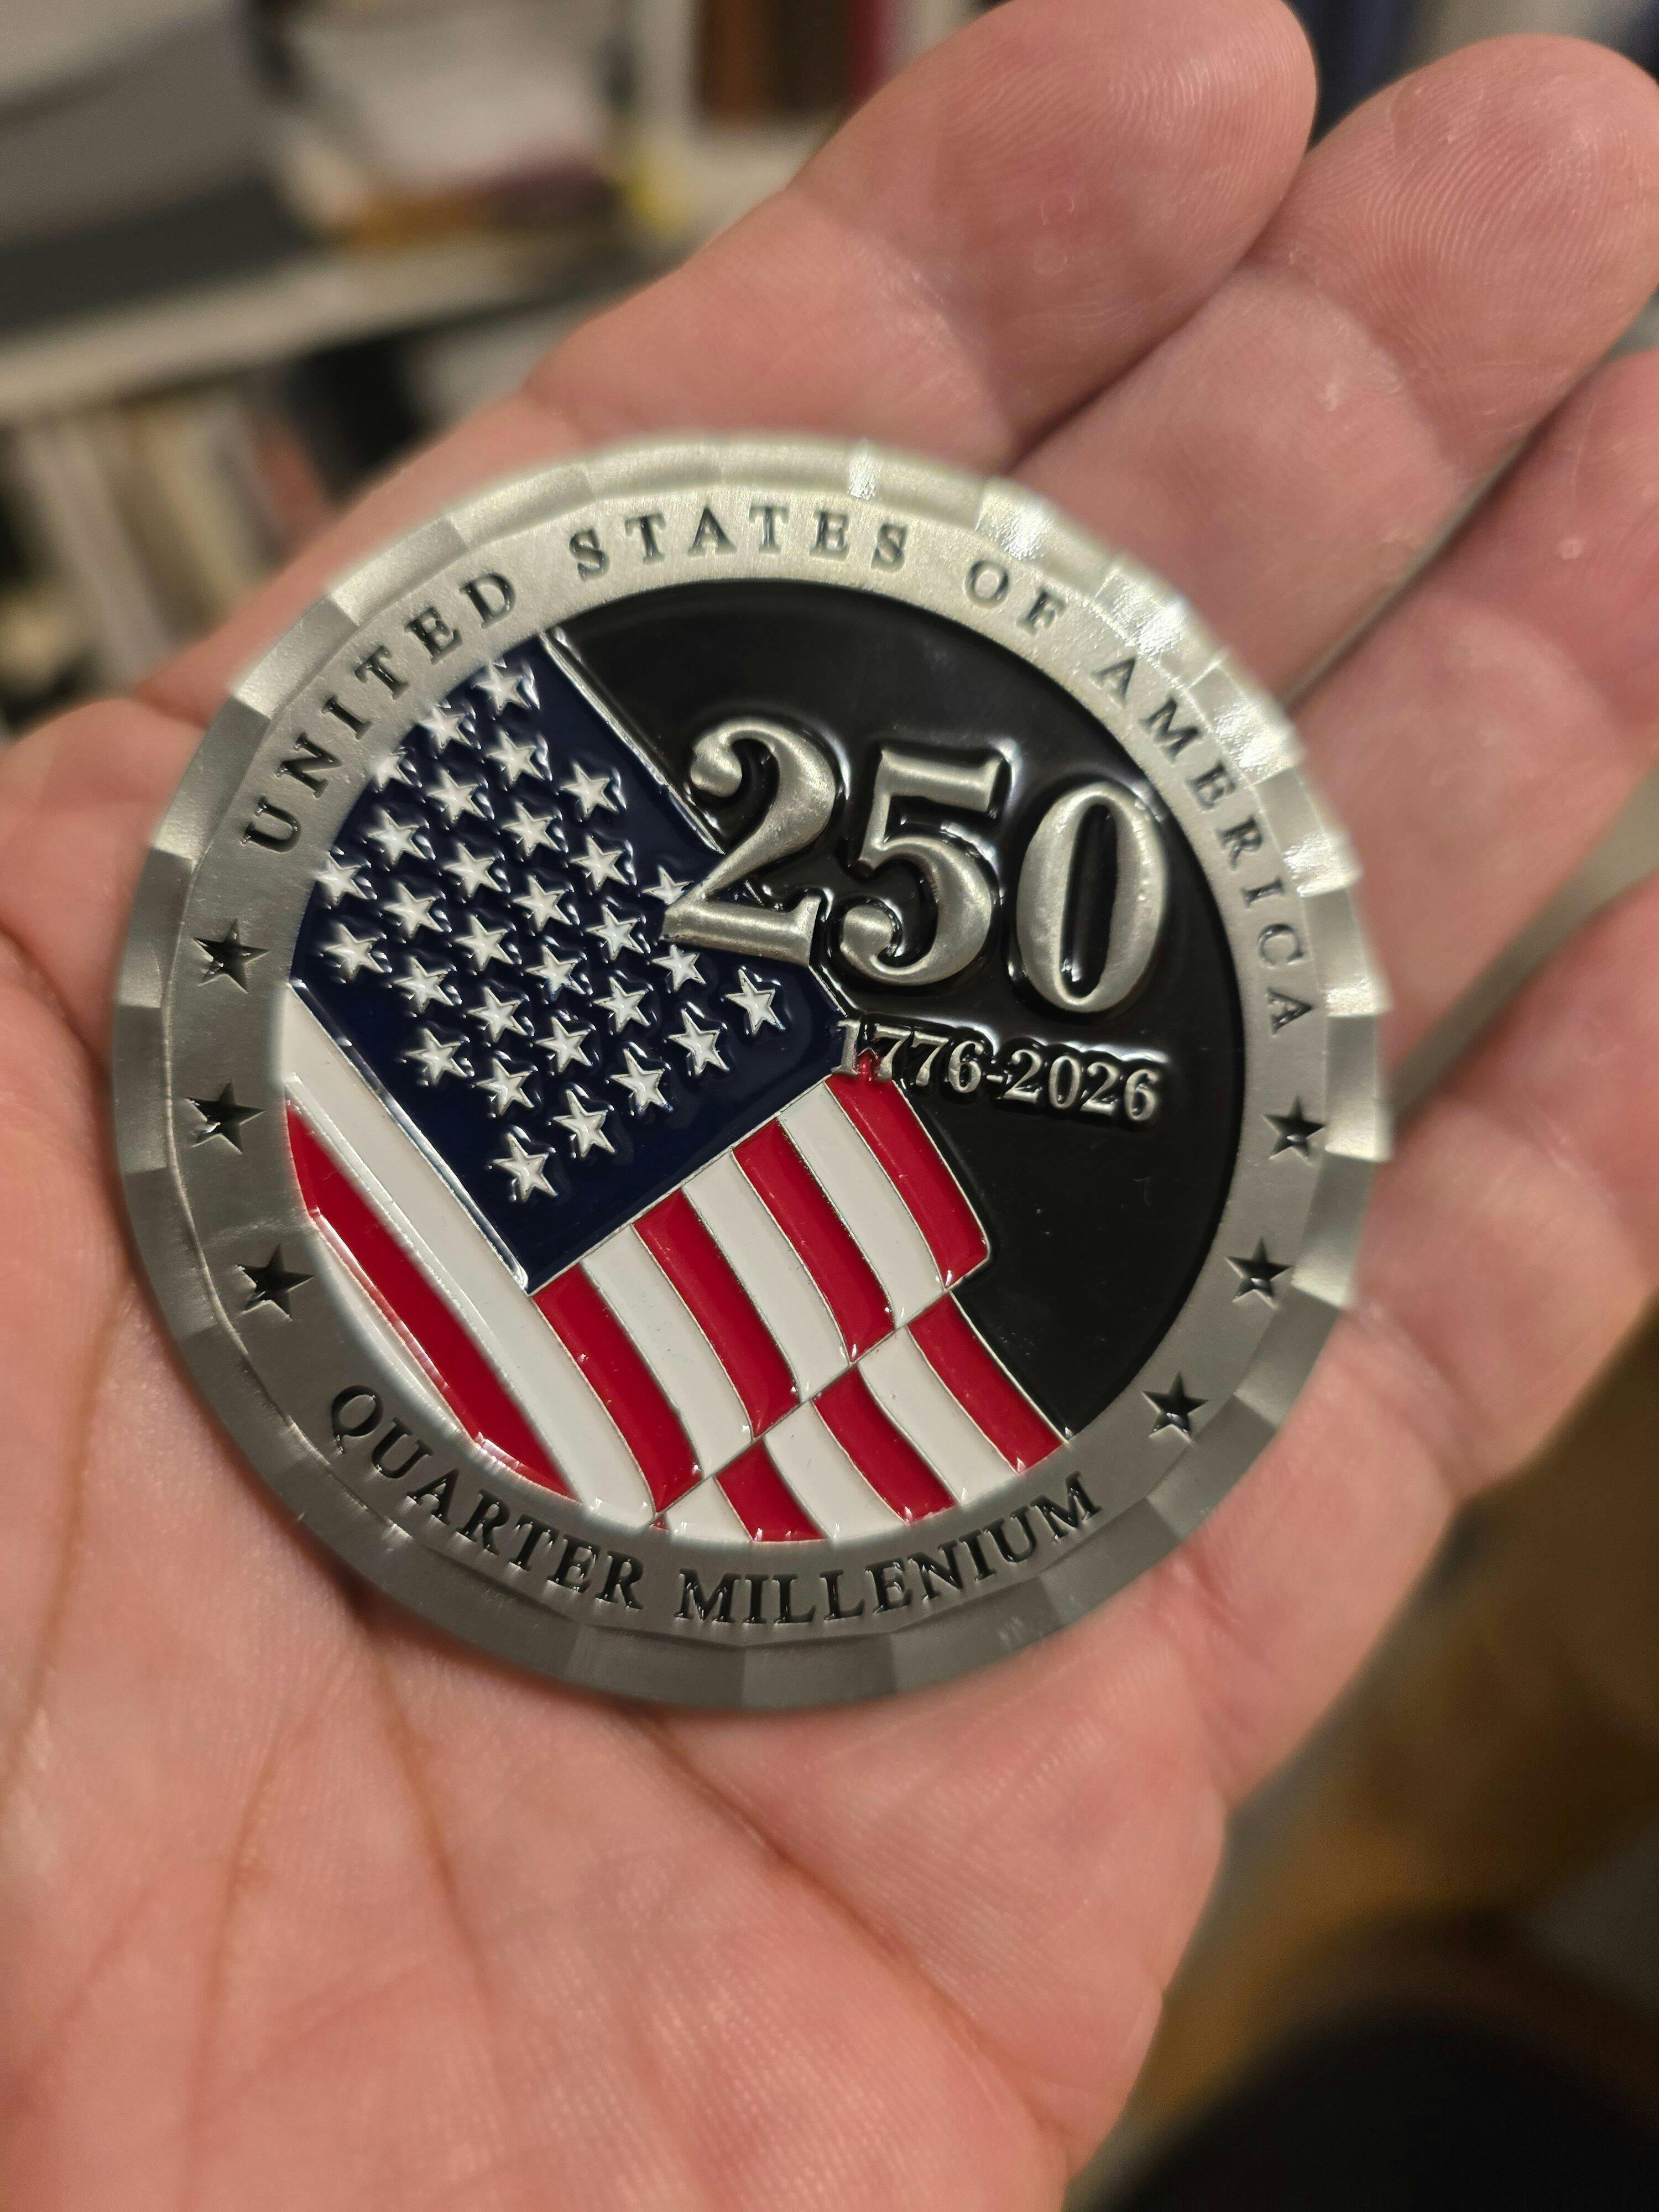 UNITED STATES OF AMERICA
250
1776-2026
QUARTER MILLENIUM